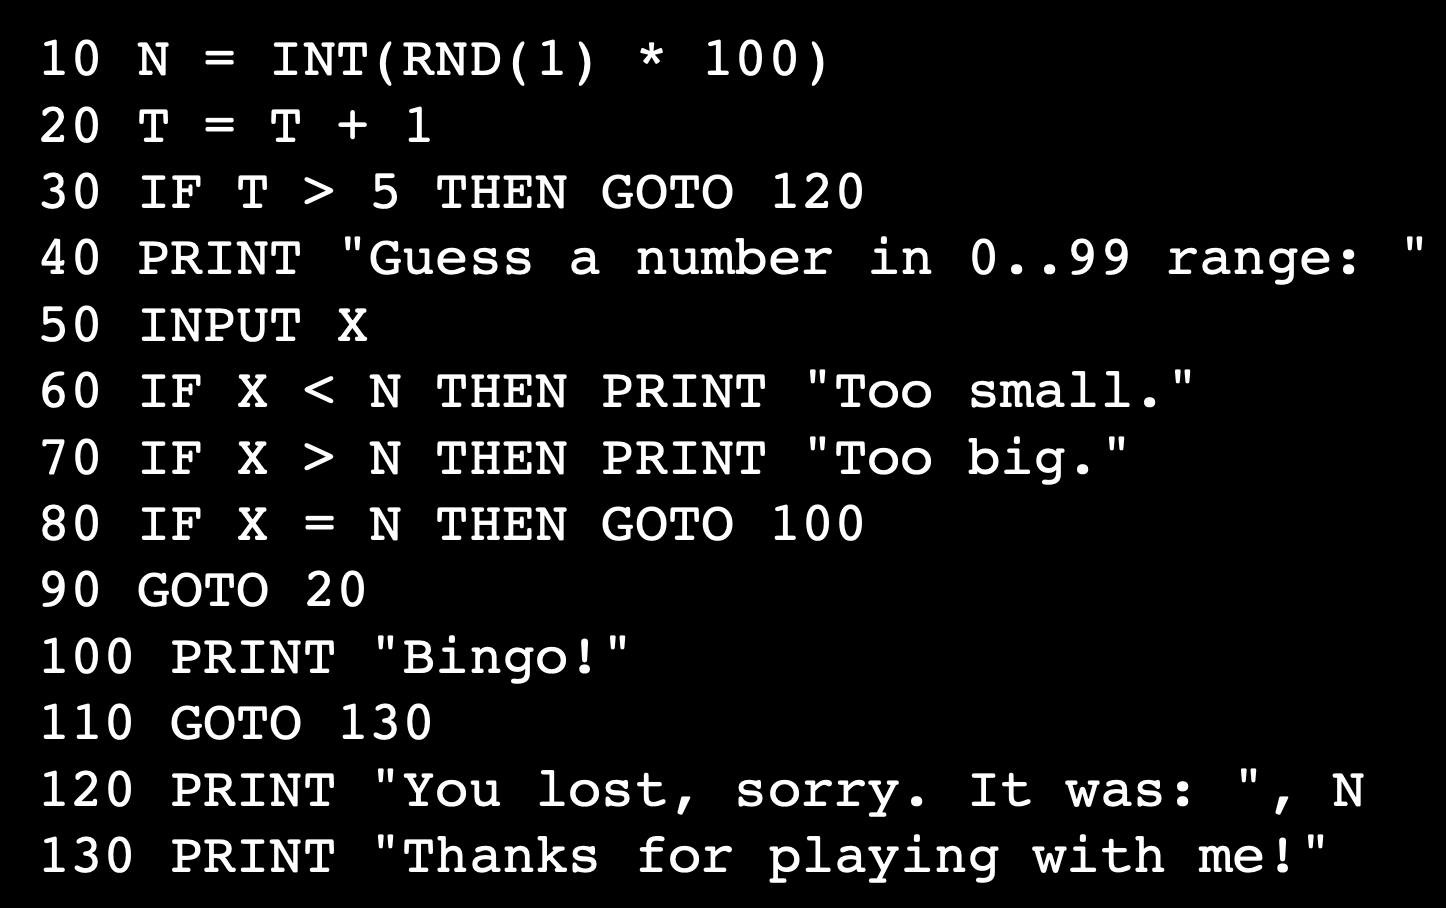 10 N = INT(RND(1) * 100)
20 T = T + 1
30 IF T > 5 THEN GOTO 120
40 PRINT "Guess a number in 0..99 range: "
50 INPUT X
60 IF X < N THEN PRINT "Too small."
70 IF X > N THEN PRINT "Too big."
80 IF X = N THEN GOTO 100
90 GOTO 20
100 PRINT "Bingo!"
110 GOTO 130
120 PRINT "You lost, sorry. It was: ", N
130 PRINT "Thanks for playing with me!"